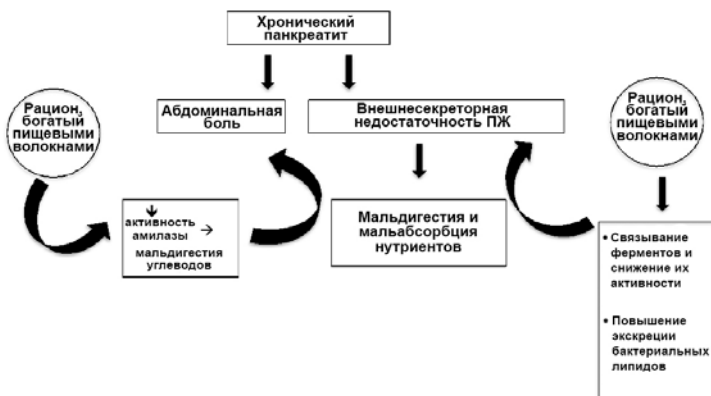 Хронический
панкреатит
Рацион,
богатый
пищевыми
волокнами
Абдоминальная
боль
Внешнесекреторная
недостаточность ПЖ
Рацион,
богатый
пищевыми
волокнами
↓
активность →
амилазы
мальдигестия
углеводов
Мальдигестия и
мальабсорбция
нутриентов
• Связывание
ферментов и
снижение их
активности
• Повышение
экскреции
бактериальных
липидов